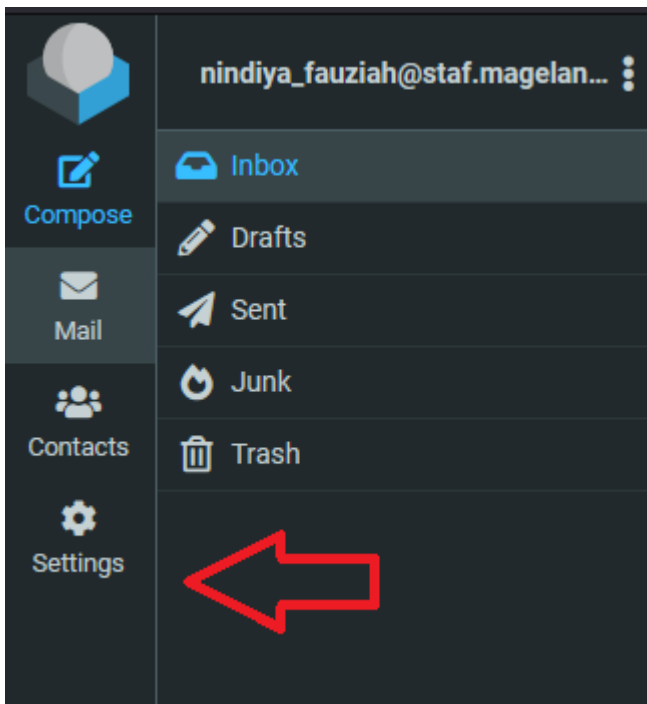 nindiya_fauziah@staf.magelan...
Compose
Mail
Contacts
Settings
Inbox
Drafts
Sent
Junk
Trash